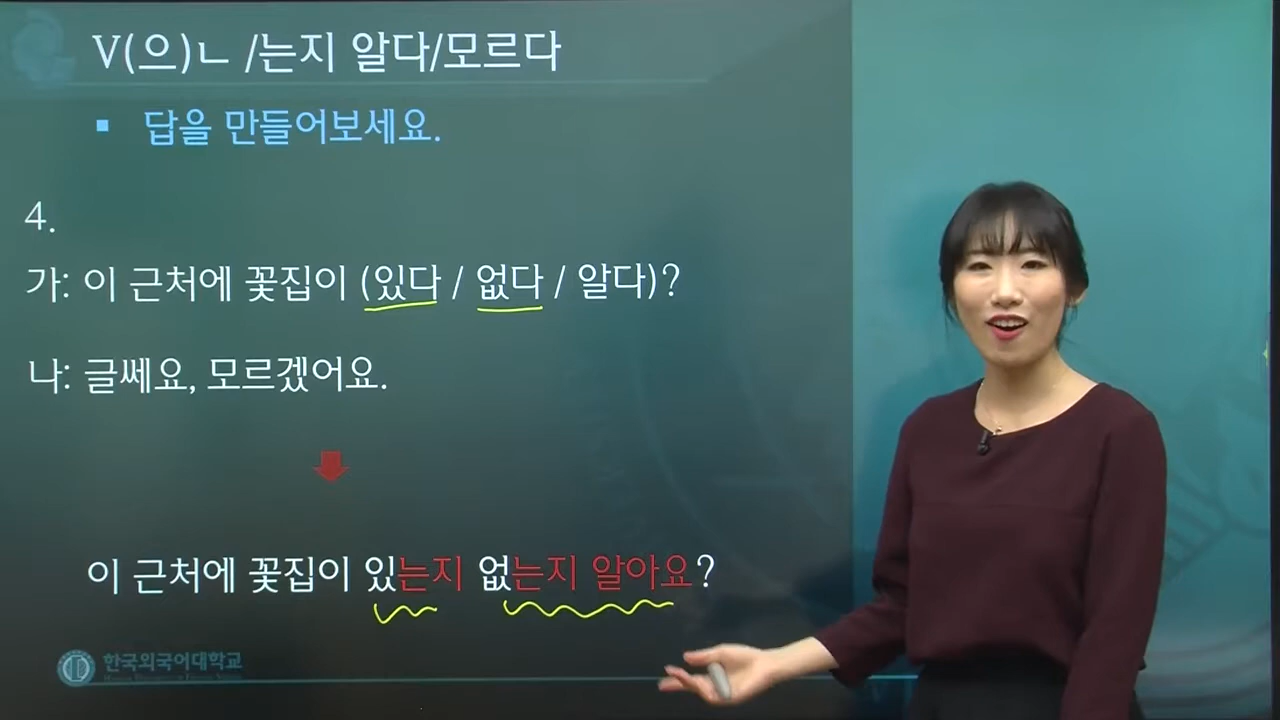 V(으)ㄴ /는지 알다/모르다
▪ 답을 만들어보세요.
4.
가: 이 근처에 꽃집이 (있다 / 없다 / 알다)?
나: 글쎄요, 모르겠어요.
이 근처에 꽃집이 있는지 없는지 알아요?
한국외국어대학교